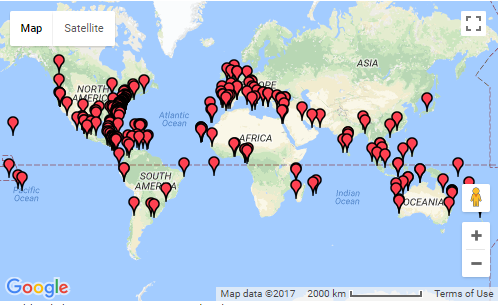 Map
Satellite
ASIA
NORTH
AMERICA
OPE
Atlantic
Ocean
AFRICA
Pacific
Ocean
SOUTH
AMERICA
Indian
Ocean
OCEANIA
Google
Map data ©2017
2000 km
Terms of Use